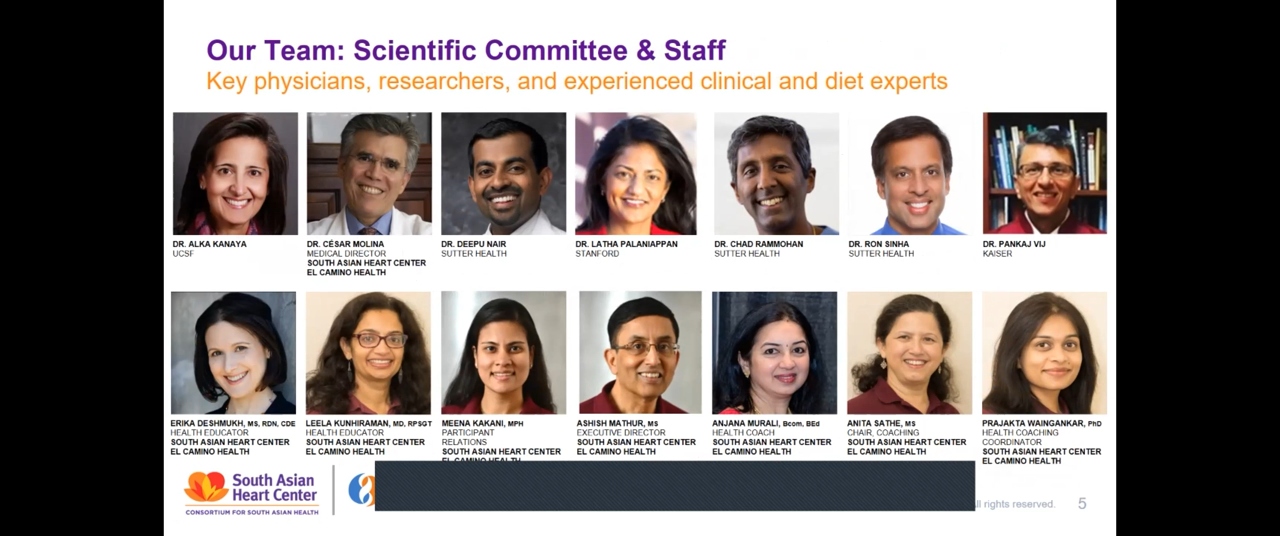 Our Team: Scientific Committee & Staff
Key physicians, researchers, and experienced clinical and diet experts
DR. ALKA KANAYA
UCSF
DR. CÉSAR MOLINA
MEDICAL DIRECTOR
SOUTH ASIAN HEART CENTER
EL CAMINO HEALTH
DR. DEEPU NAIR
SUTTER HEALTH
DR. LATHA PALANIAPPAN
STANFORD
DR. CHAD RAMMOHAN
SUTTER HEALTH
DR. RON SINHA
SUTTER HEALTH
DR. PANKAJ VIJ
KAISER
ERIKA DESHMUKH, MS, RDN, CDE
HEALTH EDUCATOR
SOUTH ASIAN HEART CENTER
EL CAMINO HEALTH
LEELA KUNHIRAMAN, MD, RPSGT
HEALTH EDUCATOR
SOUTH ASIAN HEART CENTER
EL CAMINO HEALTH
MEENA KAKANI, MPH
PARTICIPANT
RELATIONS
SOUTH ASIAN HEART CENTER
EL CAMINO HEALTH
ASHISH MATHUR, MS
EXECUTIVE DIRECTOR
SOUTH ASIAN HEART CENTER
EL CAMINO HEALTH
ANJANA MURALI, Bcom, BEd
HEALTH COACH
SOUTH ASIAN HEART CENTER
EL CAMINO HEALTH
ANITA SATHE, MS
CHAIR, COACHING
SOUTH ASIAN HEART CENTER
EL CAMINO HEALTH
PRAJAKTA WAINGANKAR, PhD
HEALTH COACHING
COORDINATOR
SOUTH ASIAN HEART CENTER
EL CAMINO HEALTH
South Asian
Heart Center
CONSORTIUM FOR SOUTH ASIAN HEALTH
rights reserved.
5